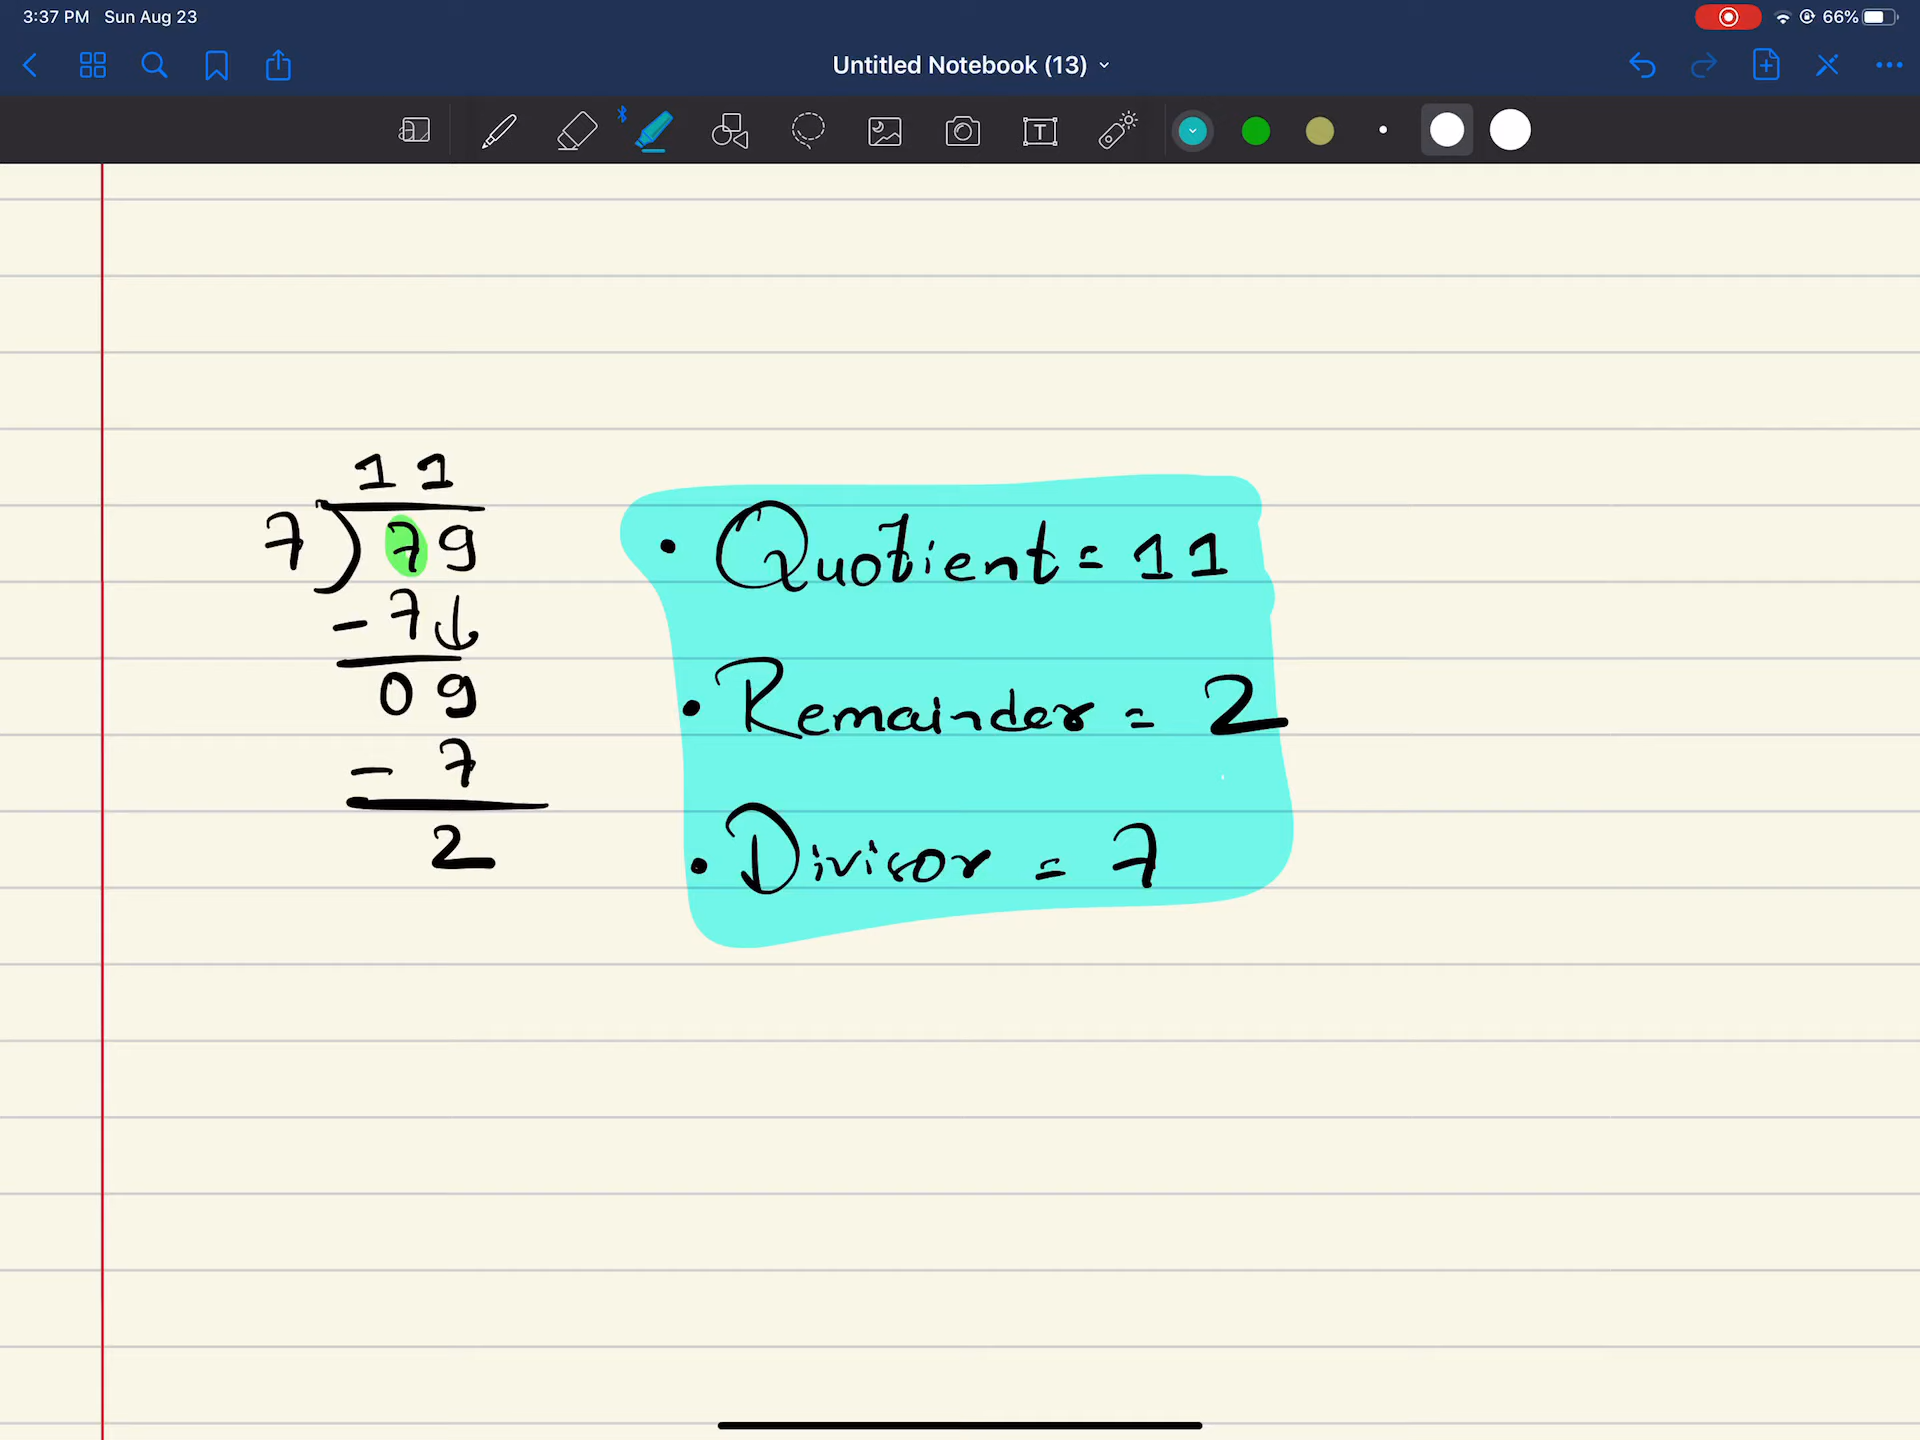 3:37 PM Sun Aug 23
66%
Untitled Notebook (13)
11
7)79
-7↓
09
- 7
2
• Quotient = 11
• Remainder = 2
• Divisor = 7